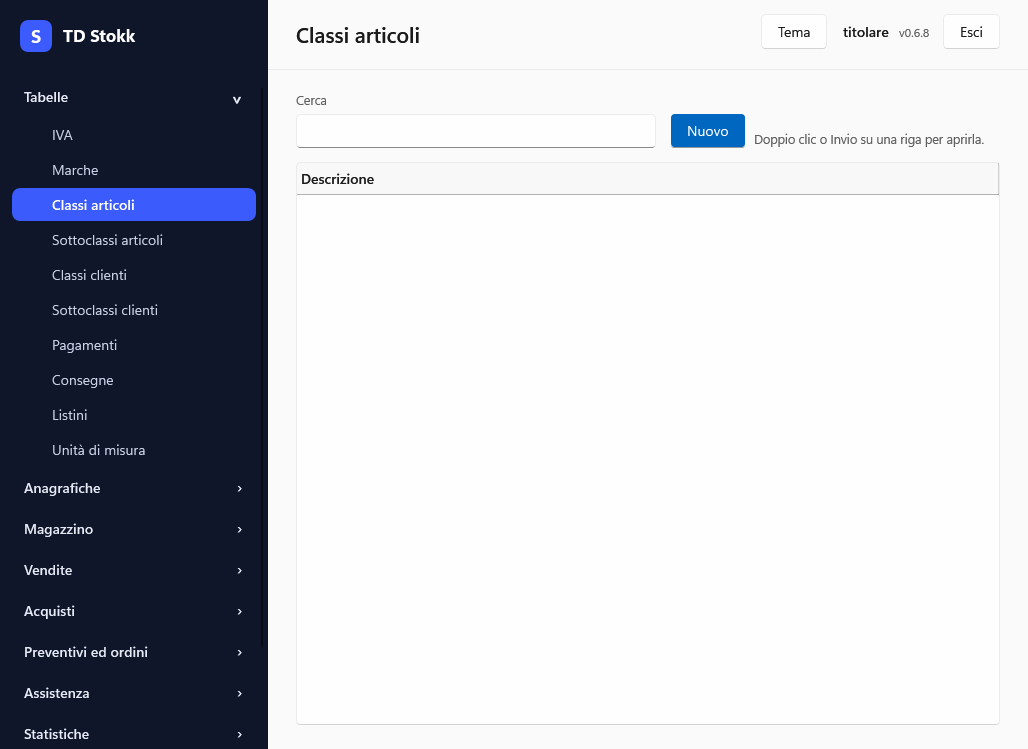 S TD Stokk
Tabelle
IVA
Marche
Classi articoli
Sottoclassi articoli
Classi clienti
Sottoclassi clienti
Pagamenti
Consegne
Listini
Unità di misura
Anagrafiche
Magazzino
Vendite
Acquisti
Preventivi ed ordini
Assistenza
Statistiche
Classi articoli
Tema titolare v0.6.8 Esci
Cerca
Nuovo Doppio clic o Invio su una riga per aprirla.
Descrizione